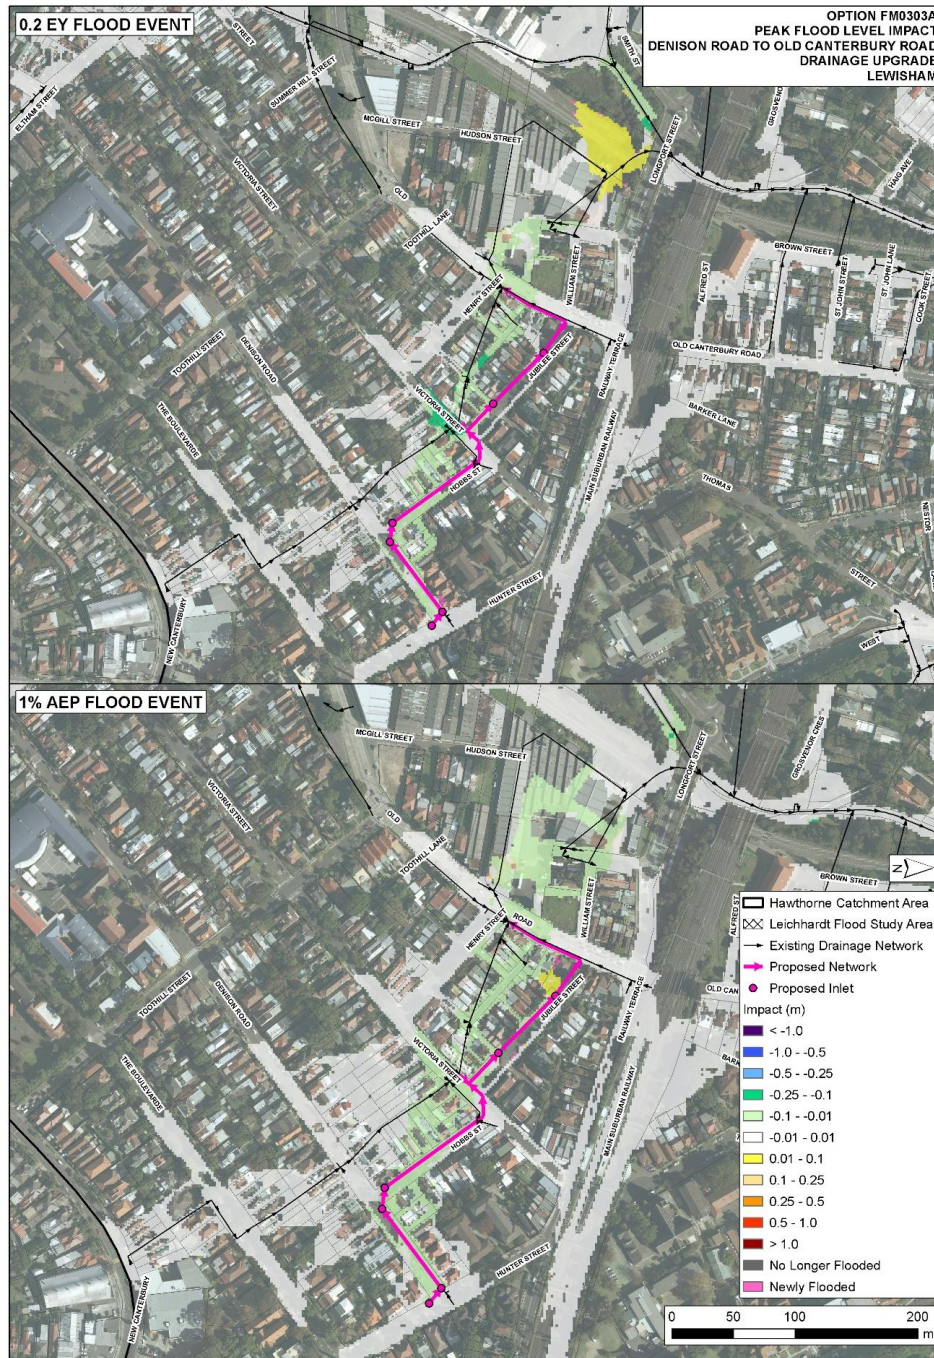 0.2 EY FLOOD EVENT
OPTION FM0303A
PEAK FLOOD LEVEL IMPACT
DENISON ROAD TO OLD CANTERBURY ROAD
DRAINAGE UPGRADE
LEWISHAM
STREET
SMITH ST
ELTHAM STREET
SUMMER HILL STREET
GROSVENO
MCGILL STREET
HUDSON STREET
LONGPORT STREET
VICTORIA STREET
HAIG AVE
OLD
TOOTHILL LANE
BROWN STREET
WILLIAM STREET
ALFRED ST
ST. JOHN STREET
ST. JOHN LANE
COOK STREET
HENRY STREET
TOOTHILL STREET
DENISON ROAD
JUBILEE STREET
RAILWAY TERRACE
OLD CANTERBURY ROAD
THE BOULEVARDE
VICTORIA STREET
BARKER LANE
MAIN SUBURBAN RAILWAY
HOBBS ST
THOMAS
NESTOR
HUNTER STREET
STREET
NEW CANTERBURY
WEST
1% AEP FLOOD EVENT
MCGILL STREET
HUDSON STREET
LONGPORT STREET
GROSVENOR CRES
VICTORIA STREET
OLD
TOOTHILL LANE
BROWN STREET
N
WILLIAM STREET
ALFRED ST
HENRY STREET
ROAD
TOOTHILL STREET
DENISON ROAD
JUBILEE STREET
RAILWAY TERRACE
OLD CAN
THE BOULEVARDE
VICTORIA STREET
BARK
MAIN SUBURBAN RAILWAY
HOBBS ST
HUNTER STREET
NEW CANTERBURY
Hawthorne Catchment Area
Leichhardt Flood Study Area
Existing Drainage Network
Proposed Network
Proposed Inlet
Impact (m)
< -1.0
-1.0 - -0.5
-0.5 - -0.25
-0.25 - -0.1
-0.1 - -0.01
-0.01 - 0.01
0.01 - 0.1
0.1 - 0.25
0.25 - 0.5
0.5 - 1.0
> 1.0
No Longer Flooded
Newly Flooded
0 50 100 200
m